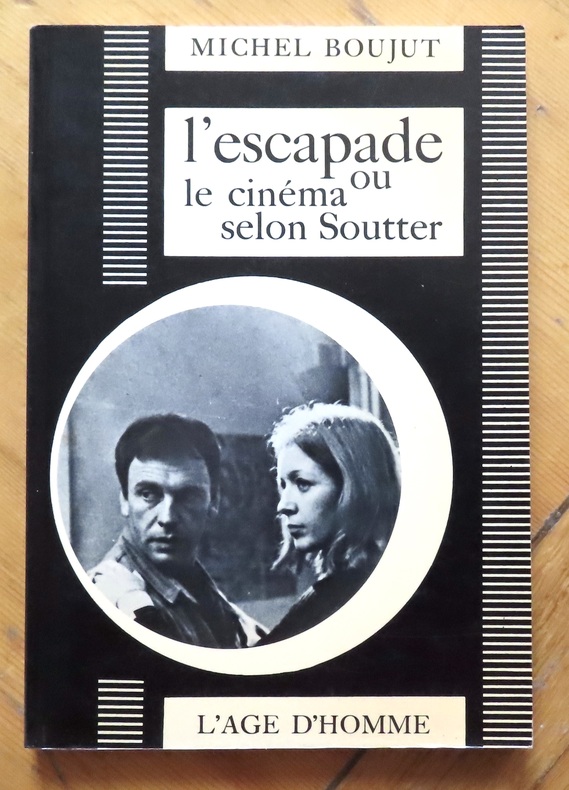 MICHEL BOUJUT
l'escapade
ou
le cinéma
selon Soutter
L'AGE D'HOMME